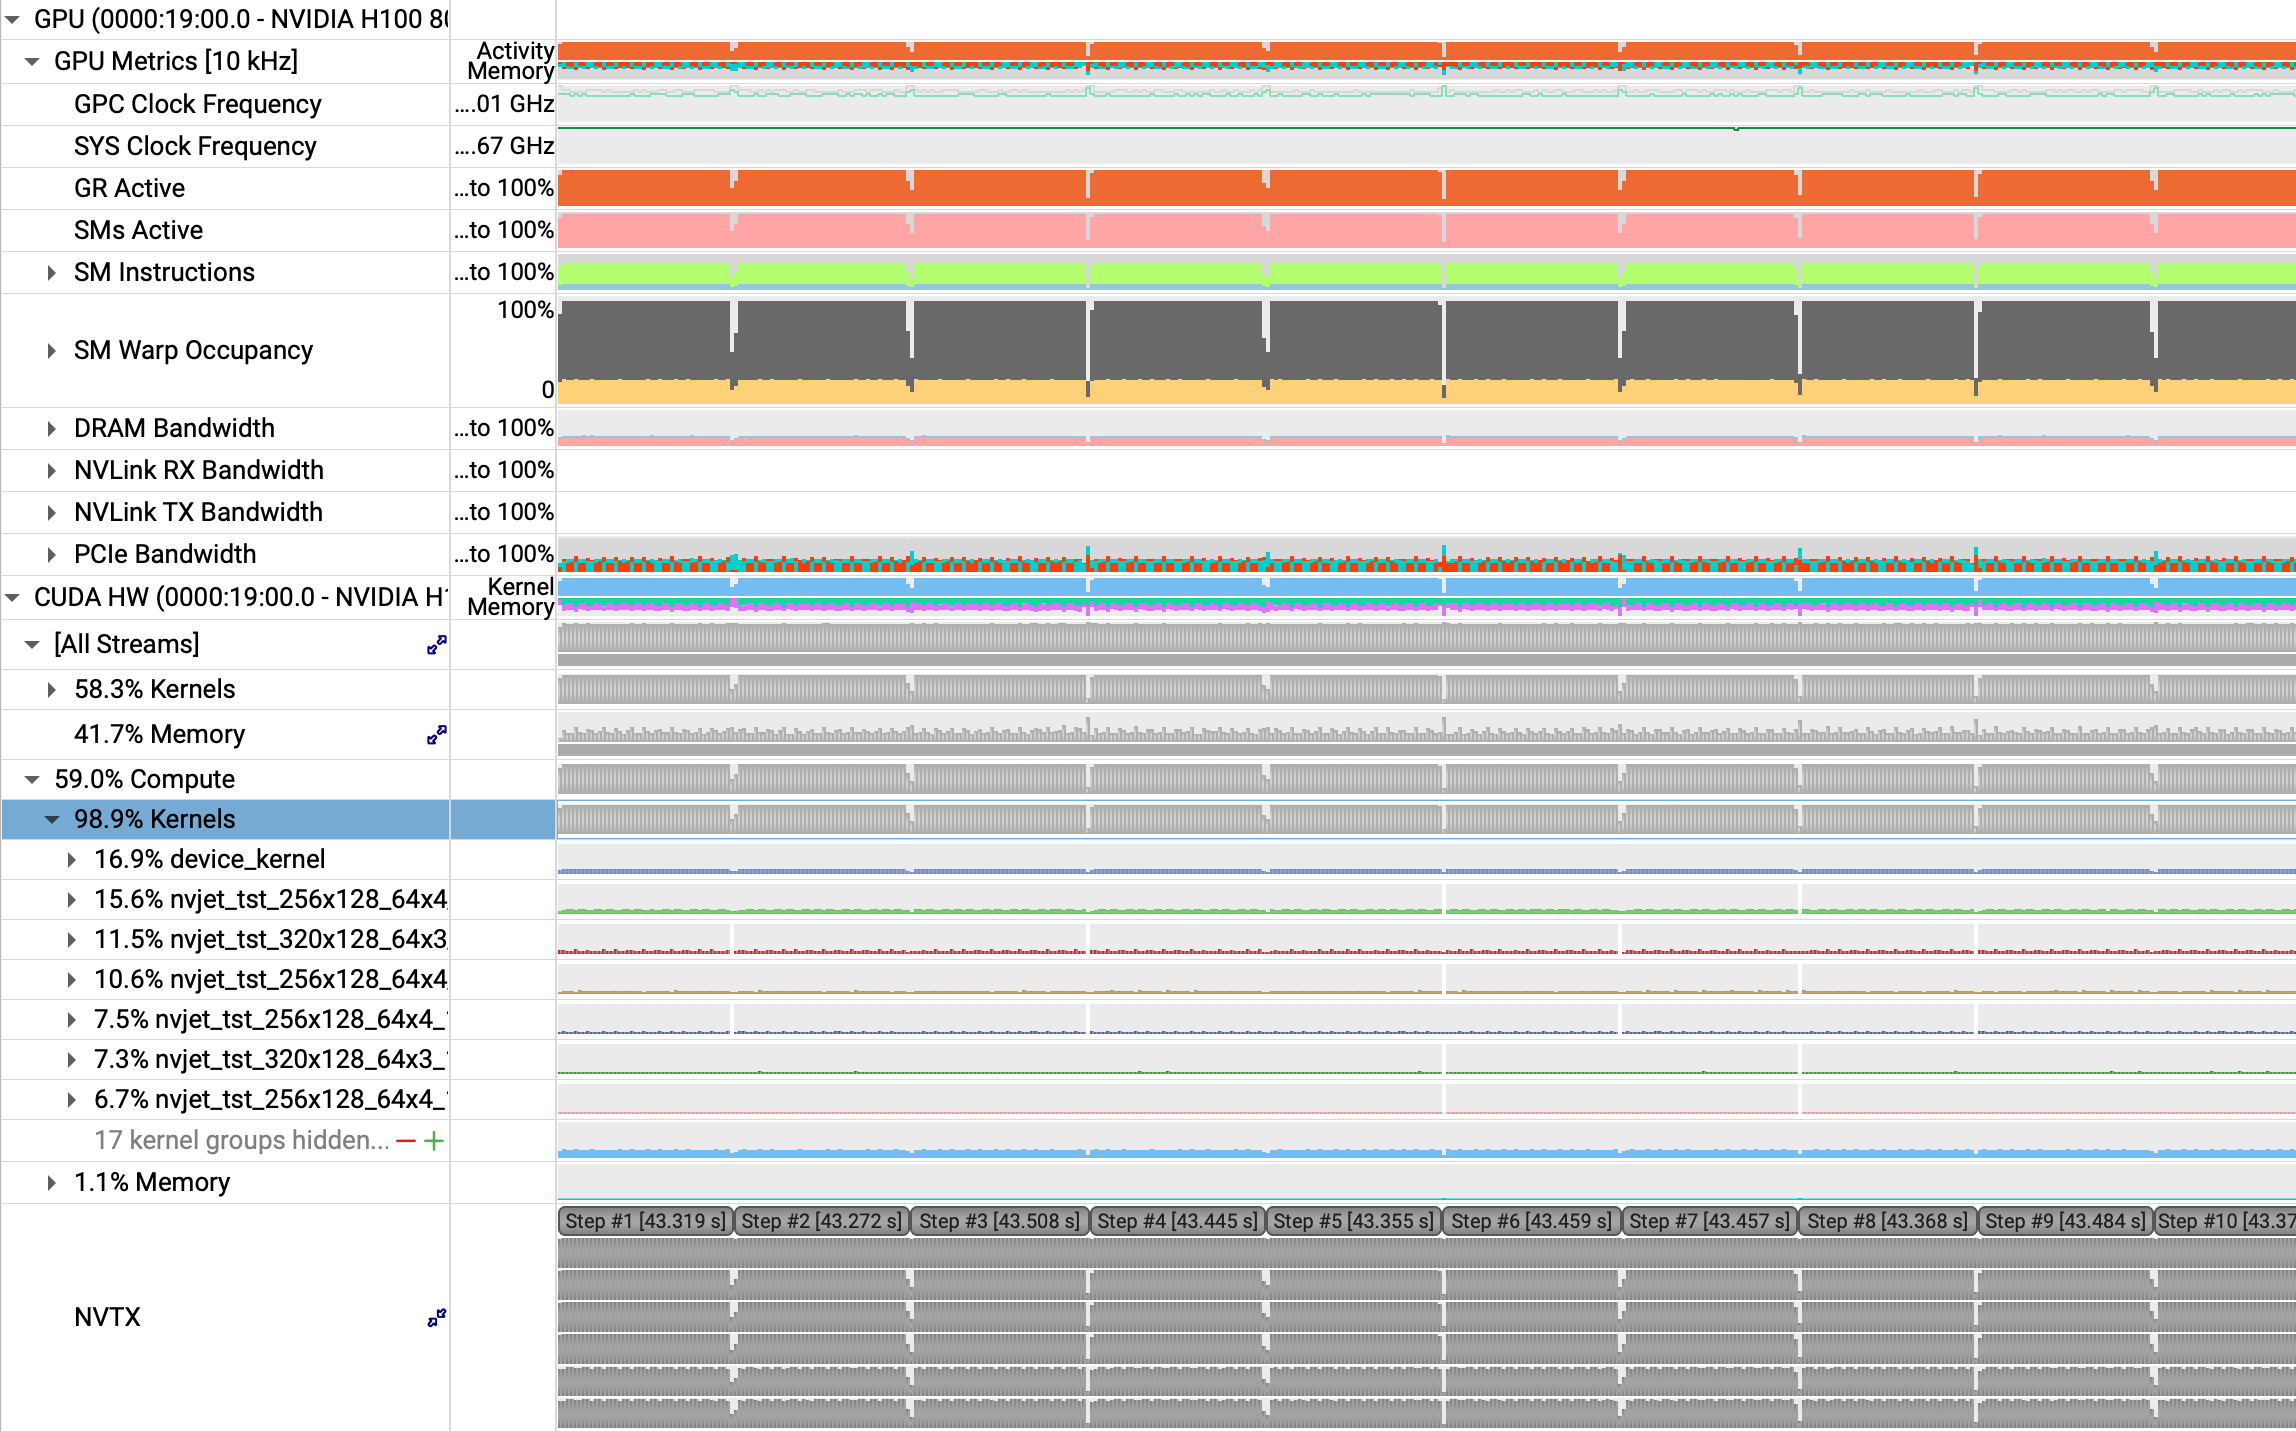 GPU (0000:19:00.0 - NVIDIA H100 80
GPU Metrics [10 kHz]
Activity
Memory
GPC Clock Frequency
....01 GHz
SYS Clock Frequency
....67 GHz
GR Active
...to 100%
SMs Active
...to 100%
SM Instructions
...to 100%
100%
SM Warp Occupancy
0
DRAM Bandwidth
...to 100%
NVLink RX Bandwidth
...to 100%
NVLink TX Bandwidth
...to 100%
PCIe Bandwidth
...to 100%
CUDA HW (0000:19:00.0 - NVIDIA H1
Kernel
Memory
[All Streams]
58.3% Kernels
41.7% Memory
59.0% Compute
98.9% Kernels
16.9% device_kernel
15.6% nvjet_tst_256x128_64x4
11.5% nvjet_tst_320x128_64x3
10.6% nvjet_tst_256x128_64x4
7.5% nvjet_tst_256x128_64x4_
7.3% nvjet_tst_320x128_64x3_
6.7% nvjet_tst_256x128_64x4_
17 kernel groups hidden...
1.1% Memory
Step #1 [43.319 s] Step #2 [43.272 s] Step #3 [43.508 s] Step #4 [43.445 s] Step #5 [43.355 s] Step #6 [43.459 s] Step #7 [43.457 s] Step #8 [43.368 s] Step #9 [43.484 s] Step #10 [43.37
NVTX